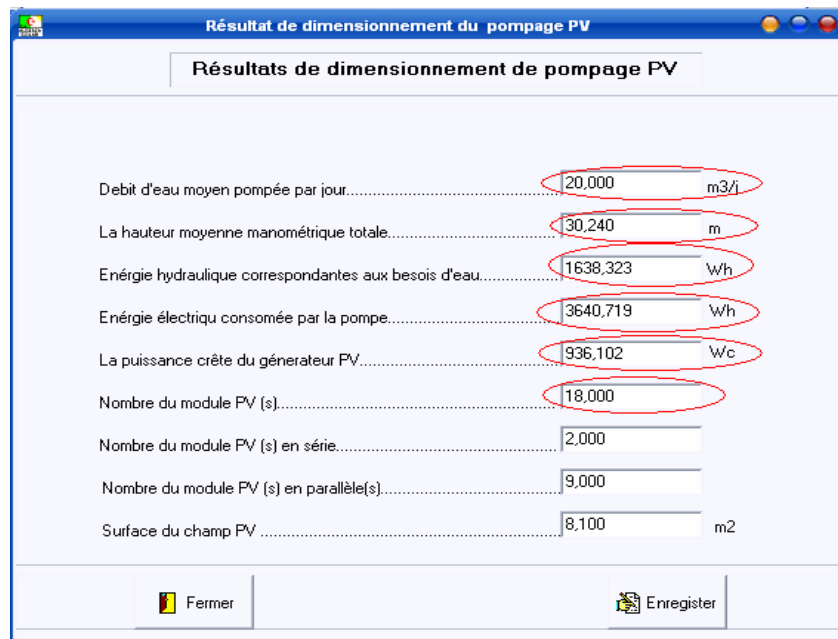 Résultat de dimensionnement du pompage PV
Résultats de dimensionnement de pompage PV
Debit d'eau moyen pompée par jour........................................................ 20,000 m3/j
La hauteur moyenne manométrique totale.................................................. 30,240 m
Enérgie hydraulique correspondantes aux besois d'eau................... 1638,323 Wh
Enérgie électriqu consomée par la pompe........................................ 3640,719 Wh
La puissance crête du génerateur PV................................................. 936,102 Wc
Nombre du module PV (s)................................................................. 18,000
Nombre du module PV (s) en série...................................................... 2,000
Nombre du module PV (s) en parallèle(s)............................................. 9,000
Surface du champ PV ..................................................................... 8,100 m2
Fermer Enregister